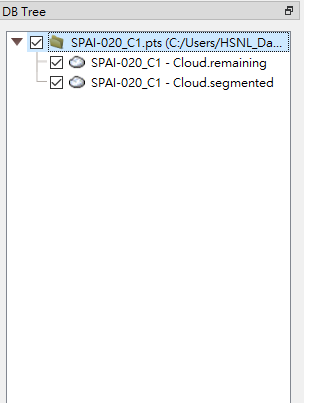 DB Tree
SPAI-020_C1.pts (C:/Users/HSNL_Da...
SPAI-020_C1 - Cloud.remaining
SPAI-020_C1 - Cloud.segmented